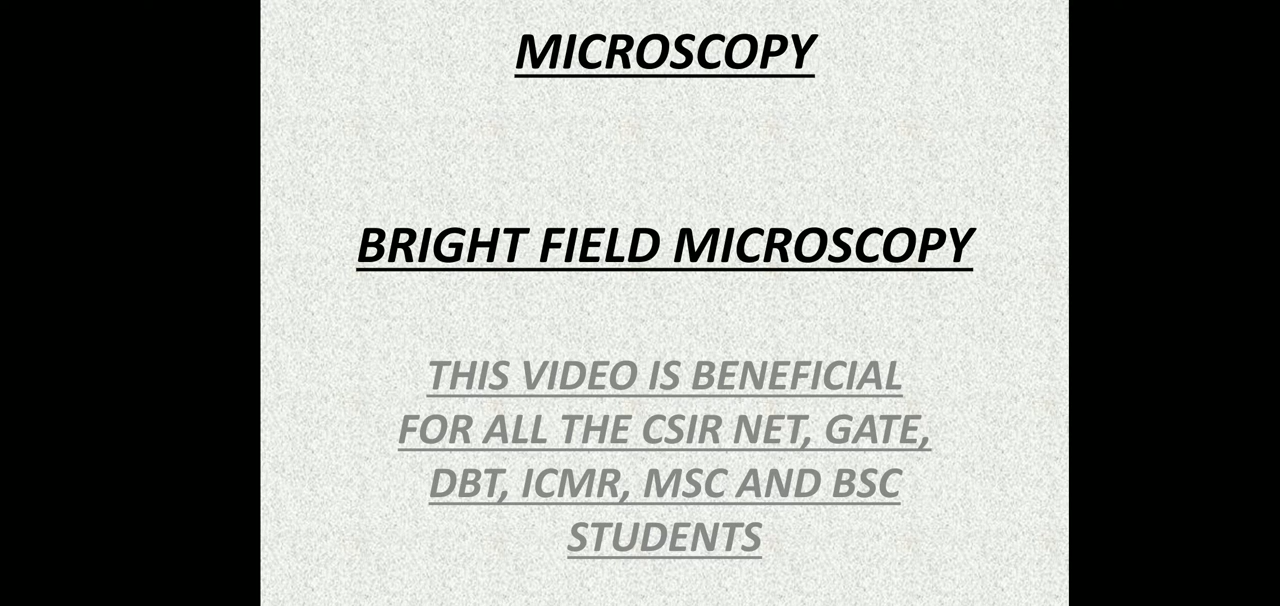 MICROSCOPY
BRIGHT FIELD MICROSCOPY
THIS VIDEO IS BENEFICIAL
FOR ALL THE CSIR NET, GATE,
DBT, ICMR, MSC AND BSC
STUDENTS